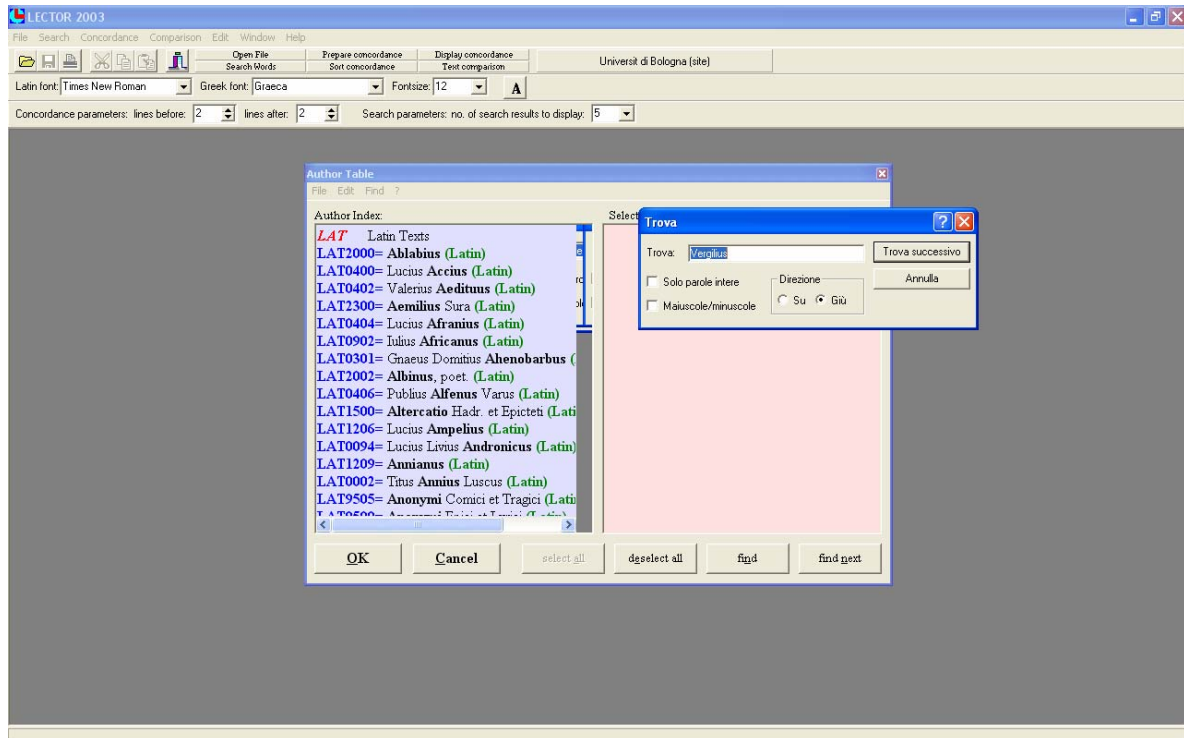 LECTOR 2003
File Search Concordance Comparison Edit Window Help
Open File Prepare concordance Display concordance
Search Words Sort concordance Text comparison
Universit di Bologna (site)
Latin font: Times New Roman Greek font: Graeca Fontsize: 12 A
Concordance parameters: lines before: 2 lines after: 2 Search parameters: no. of search results to display: 5
Author Table
File Edit Find ?
Author Index:
Select
LAT Latin Texts
LAT2000= Ablabius (Latin)
LAT0400= Lucius Accius (Latin)
LAT0402= Valerius Aedituus (Latin)
LAT2300= Aemilius Sura (Latin)
LAT0404= Lucius Afranius (Latin)
LAT0902= Iulius Africanus (Latin)
LAT0301= Gnaeus Domitius Ahenobarbus (
LAT2002= Albinus, poet. (Latin)
LAT0406= Publius Alfenus Varus (Latin)
LAT1500= Altercatio Hadr. et Epicteti (Lati
LAT1206= Lucius Ampelius (Latin)
LAT0094= Lucius Livius Andronicus (Latin)
LAT1209= Annianus (Latin)
LAT0002= Titus Annius Luscus (Latin)
LAT9505= Anonymi Comici et Tragici (Lati
Trova
Trova: Vergilius Trova successivo
Solo parole intere Direzione Annulla
Maiuscole/minuscole Su Giù
OK Cancel select all deselect all find find next